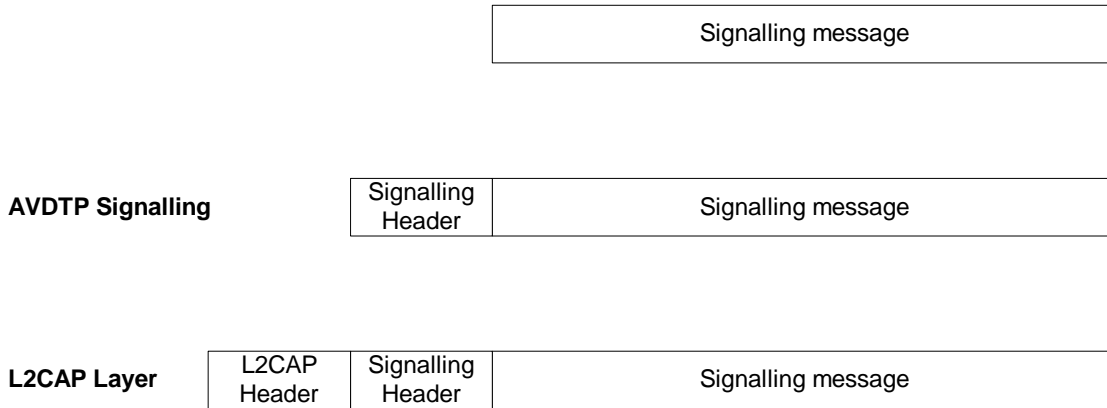 Signalling message
AVDTP Signalling
Signalling
Header
Signalling message
L2CAP Layer
L2CAP
Header
Signalling
Header
Signalling message